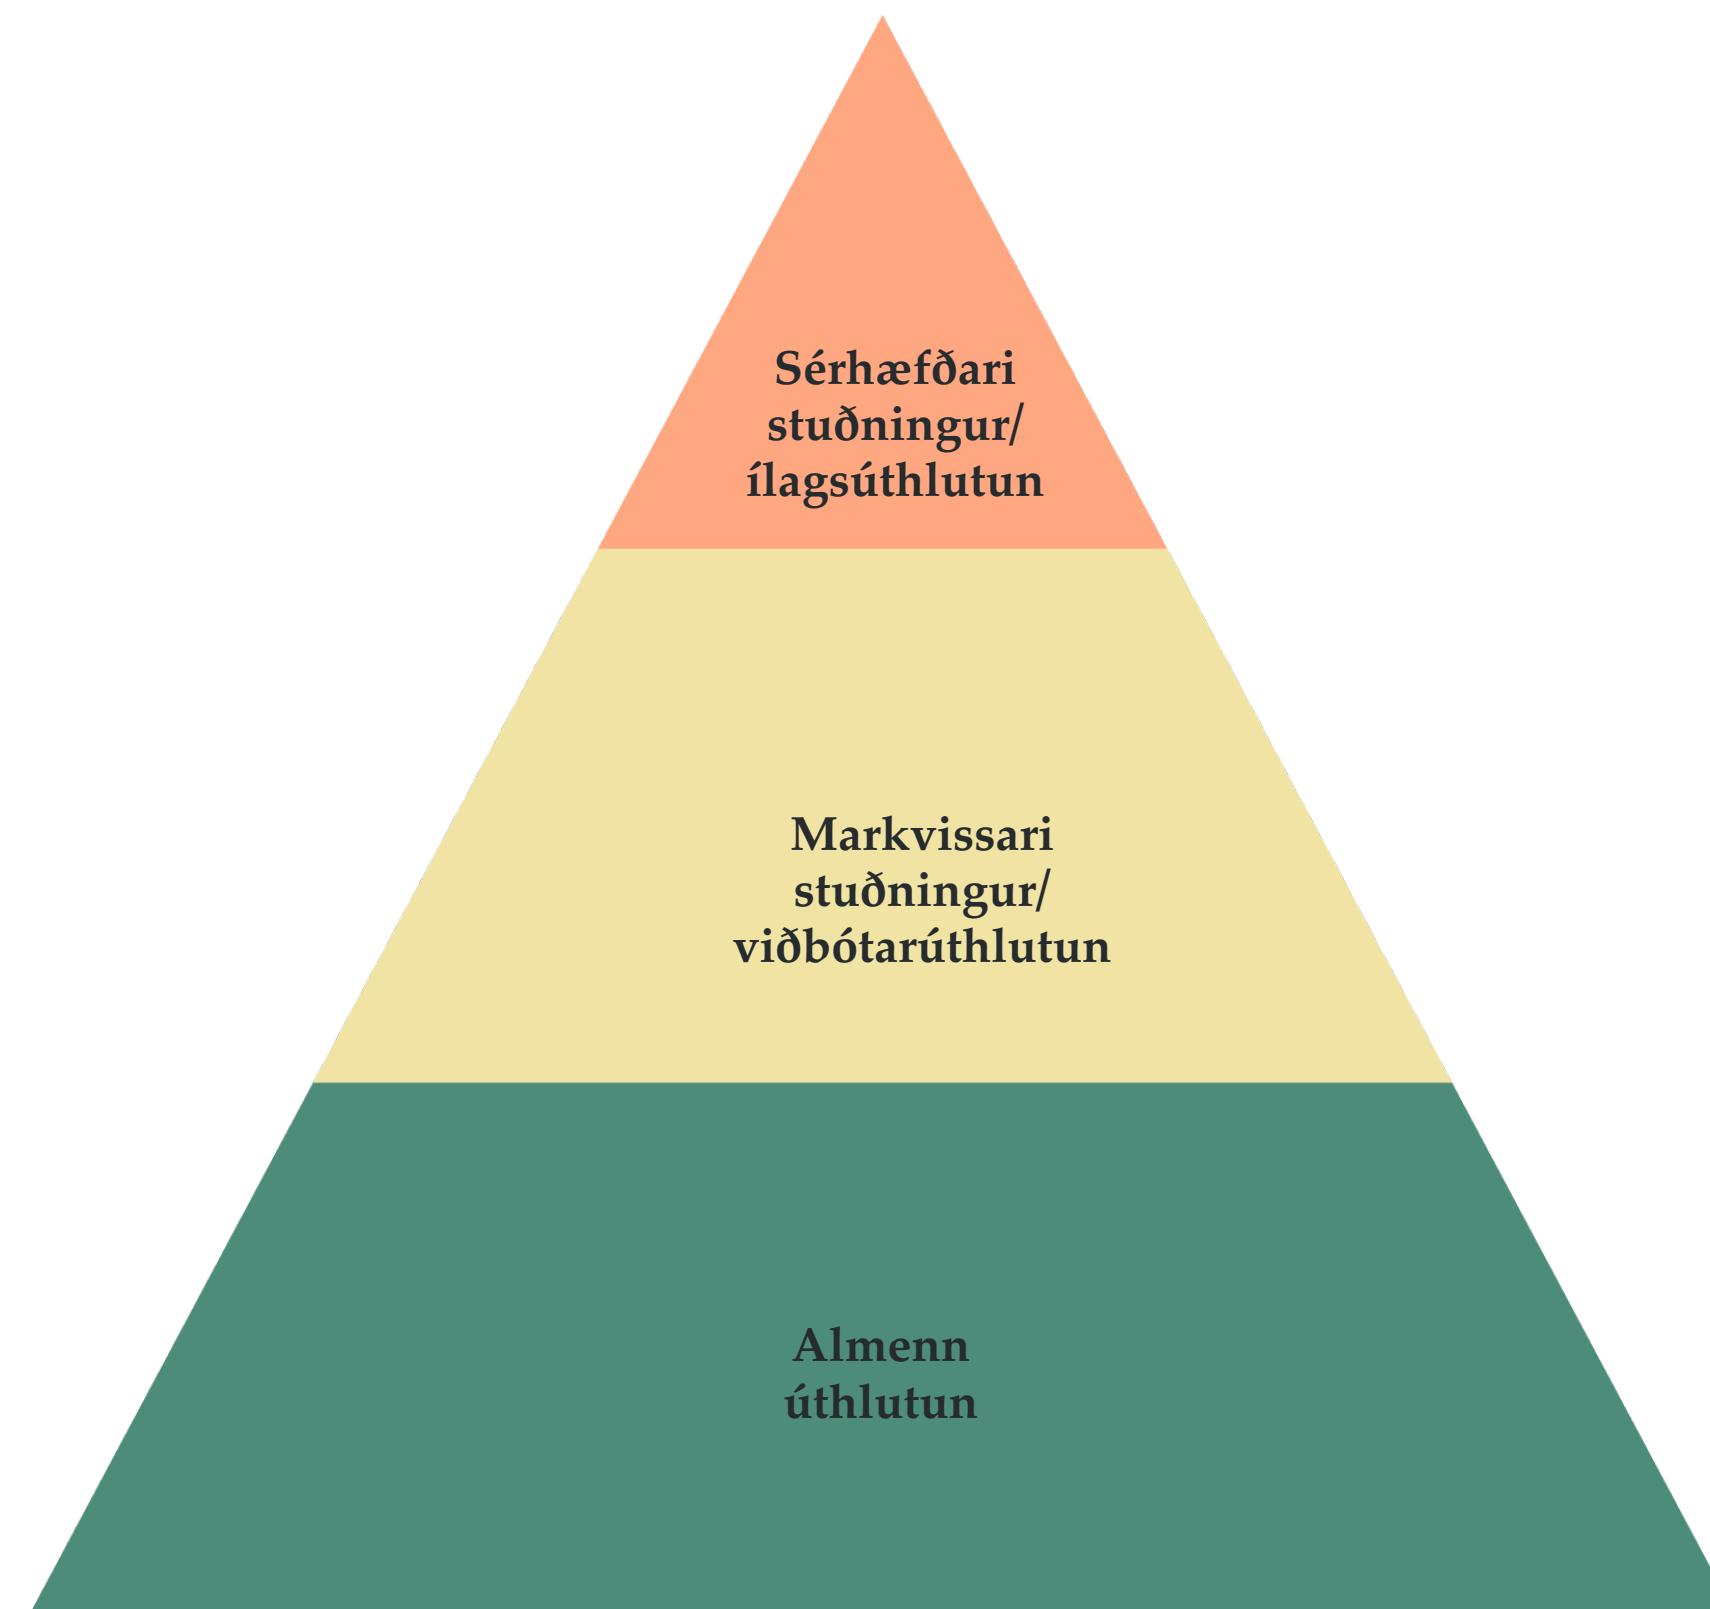 Sérhæfðari
stuðningur/
ílagsúthlutun
Markvissari
stuðningur/
viðbótarúthlutun
Almenn
úthlutun